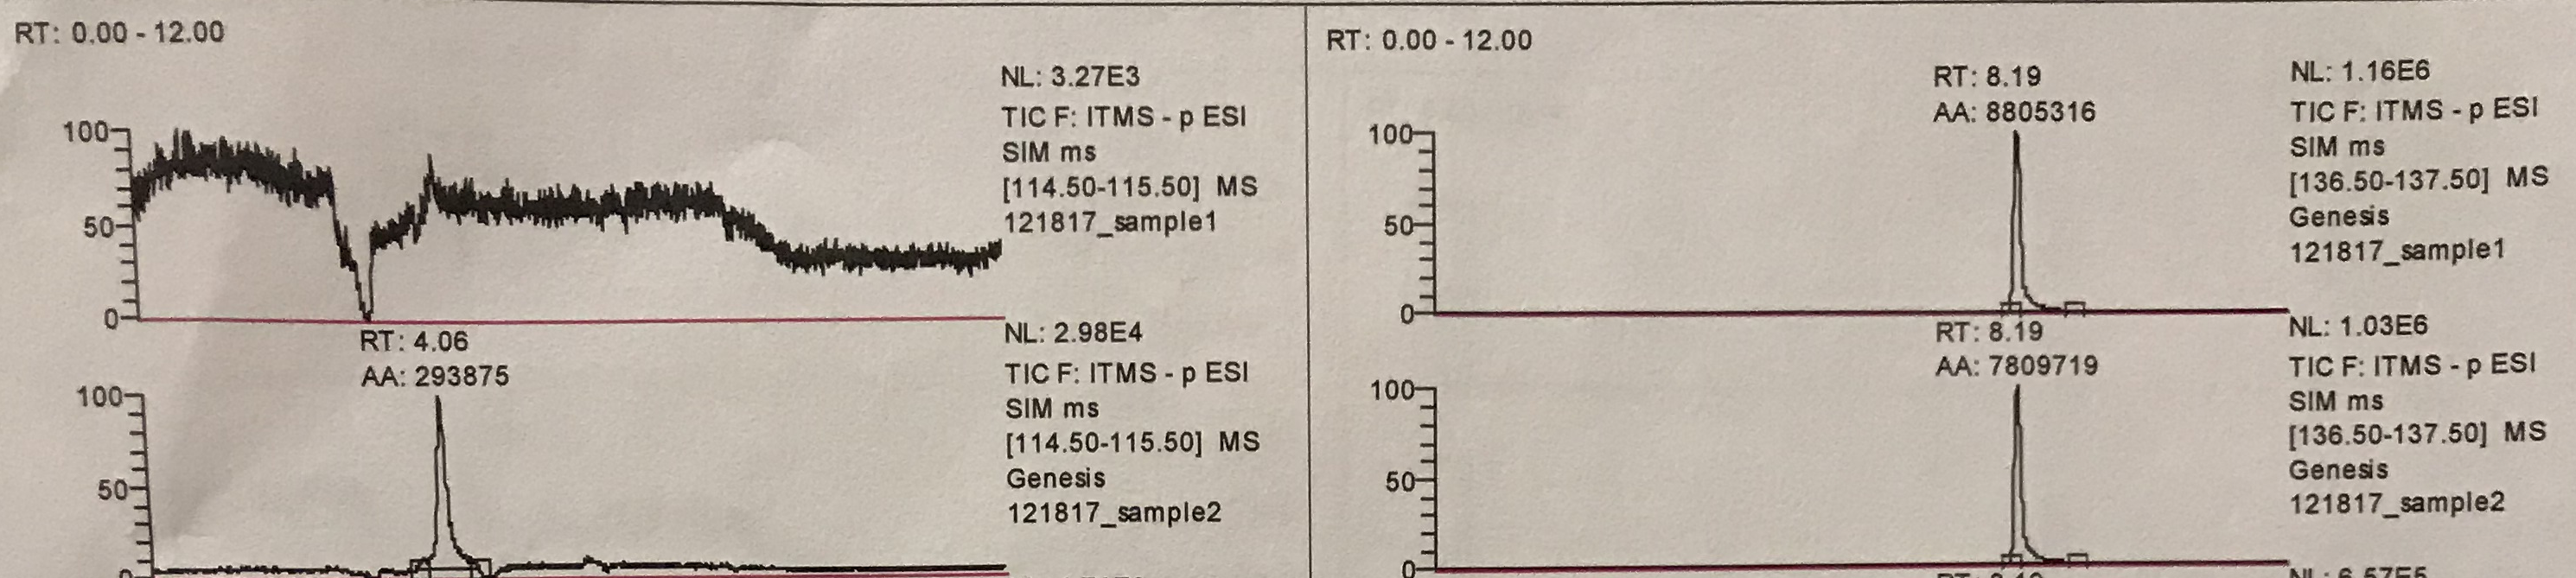 RT: 0.00 - 12.00
NL: 3.27E3
TIC F: ITMS - p ESI
SIM ms
[114.50-115.50] MS
121817_sample1
100
50
0
RT: 4.06
AA: 293875
NL: 2.98E4
TIC F: ITMS - p ESI
SIM ms
[114.50-115.50] MS
Genesis
121817_sample2
100
50
0
RT: 0.00 - 12.00
RT: 8.19
AA: 8805316
NL: 1.16E6
TIC F: ITMS - p ESI
SIM ms
[136.50-137.50] MS
Genesis
121817_sample1
100
50
0
RT: 8.19
AA: 7809719
NL: 1.03E6
TIC F: ITMS - p ESI
SIM ms
[136.50-137.50] MS
Genesis
121817_sample2
100
50
0